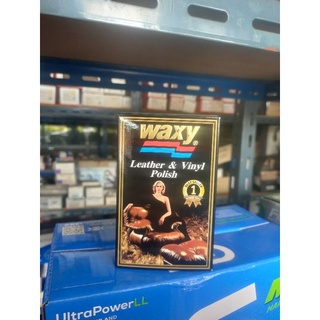 waxy®
Leather & Vinyl
Polish
1
UltraPowerLL